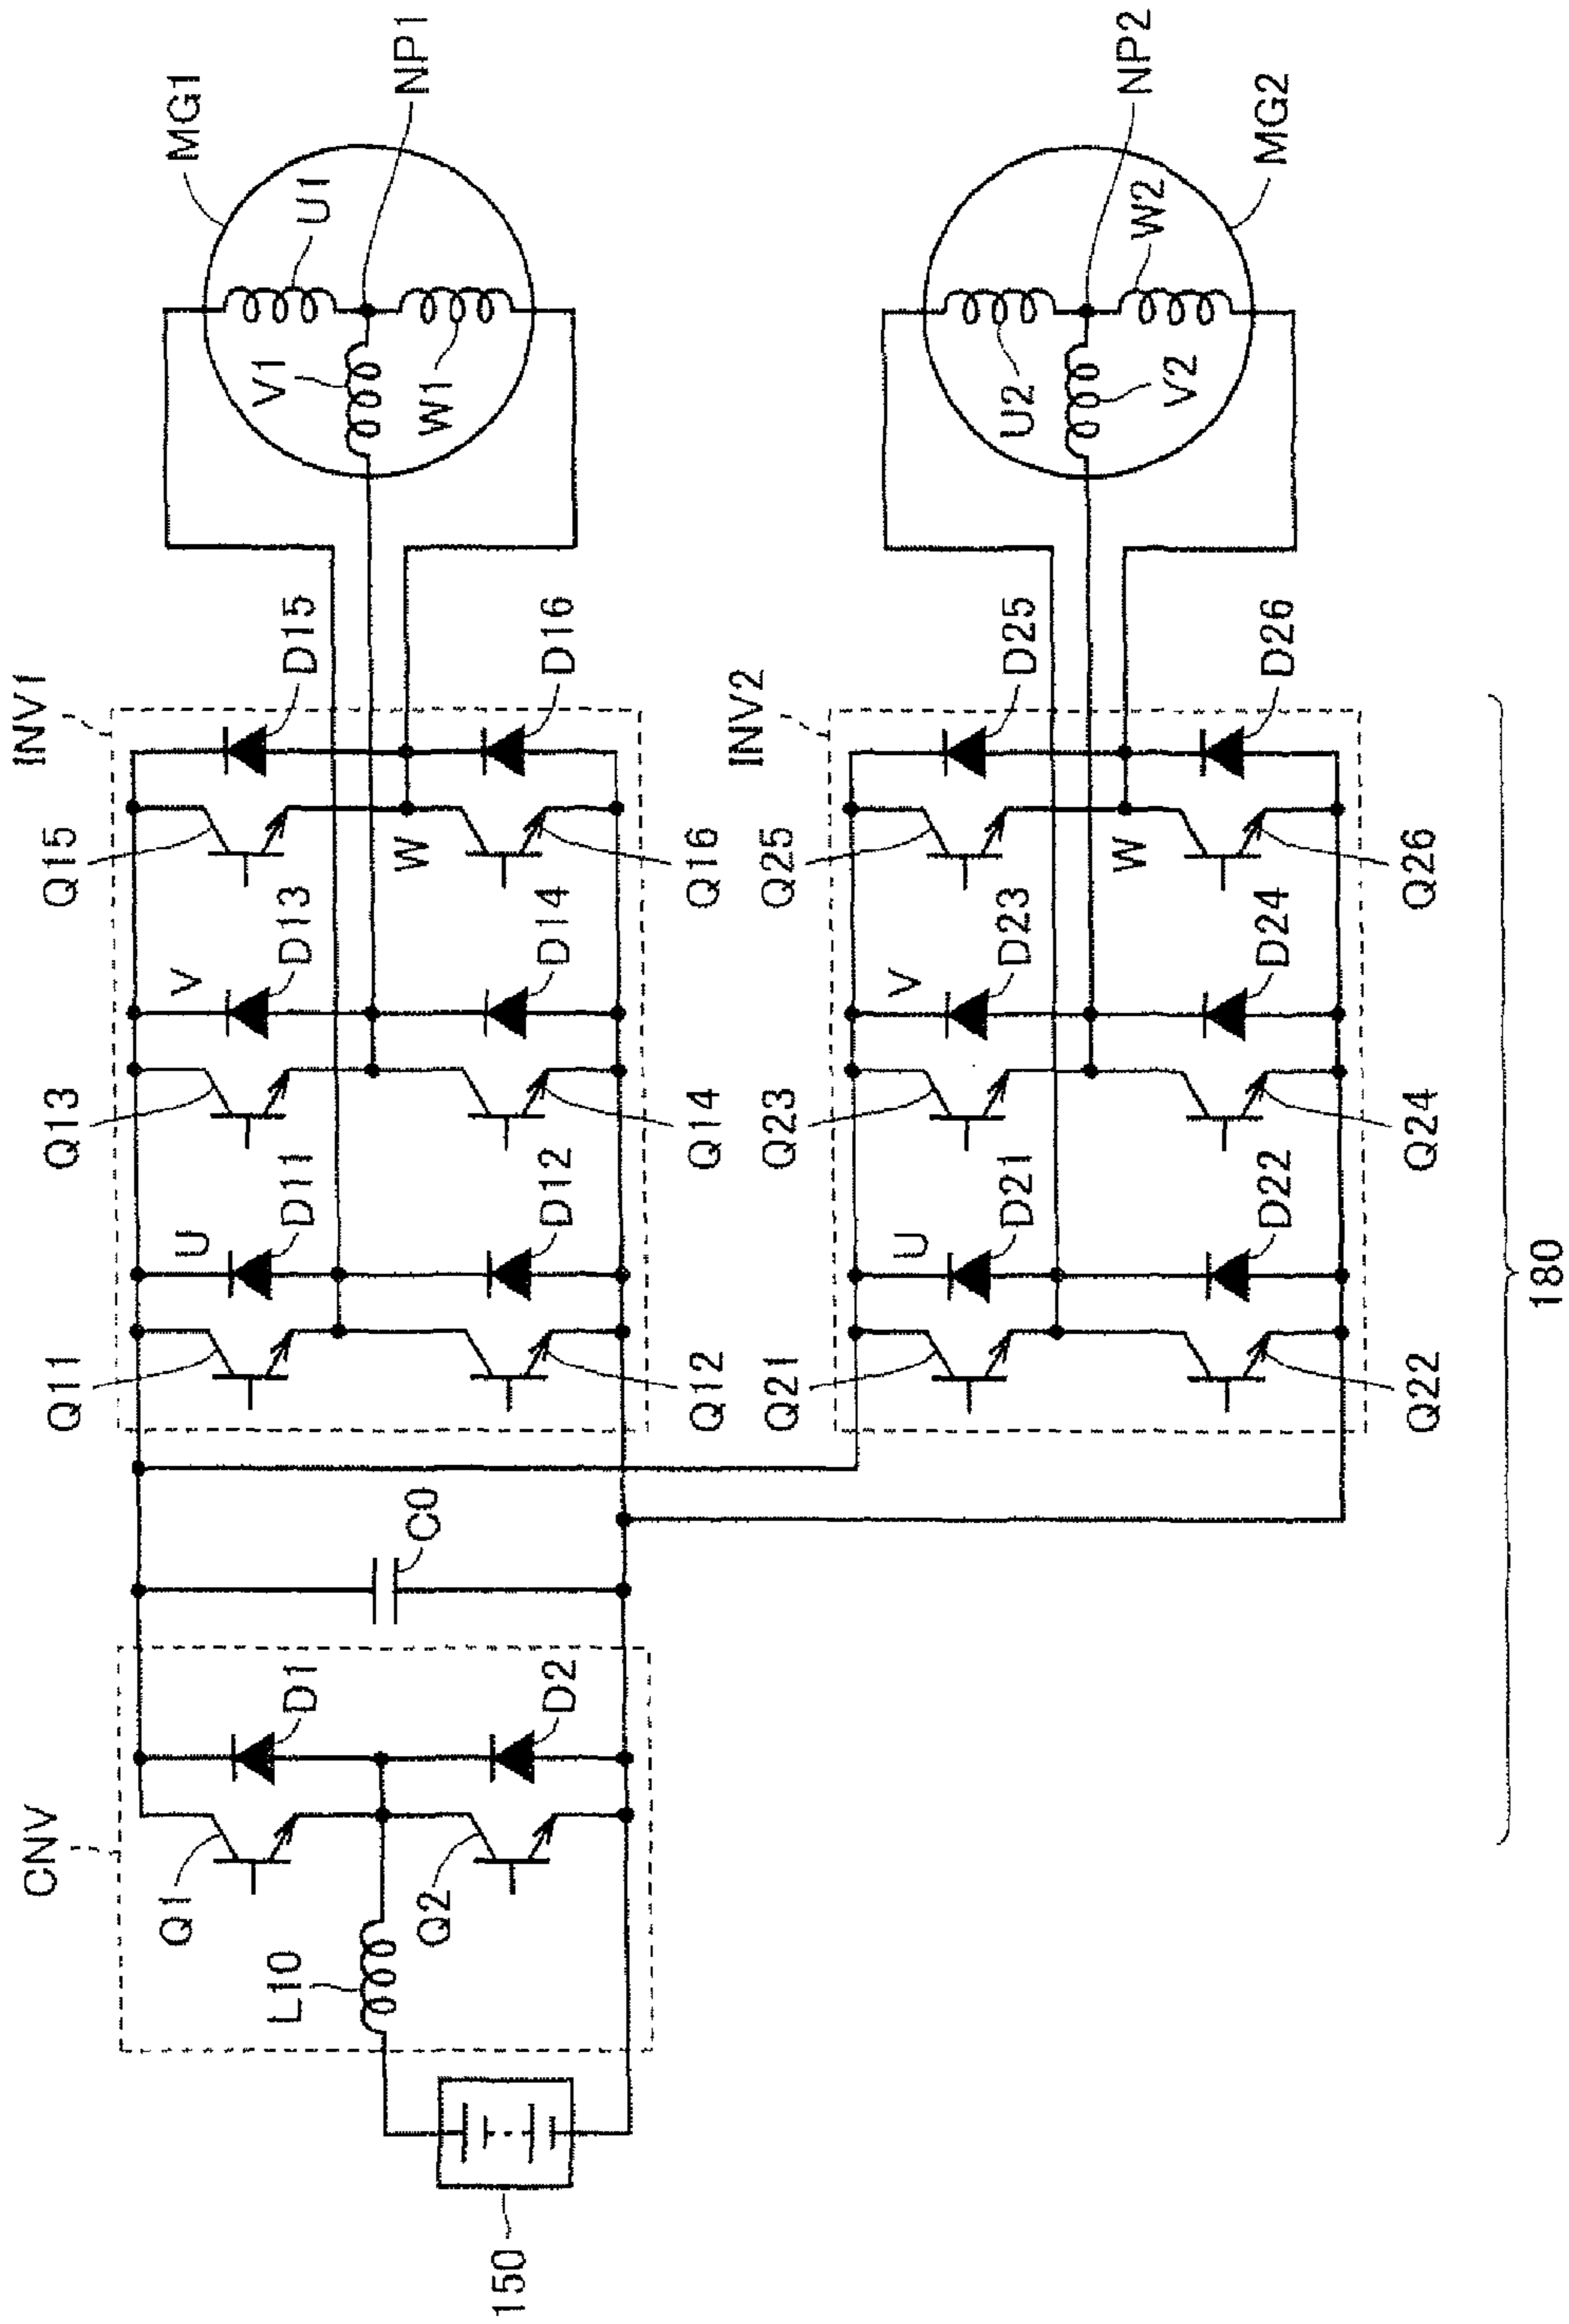 MG1
U1
NP1
V1
W1
INV1
D15
D16
Q15
W
Q16
V
D13
D14
Q13
Q14
U
D11
D12
Q11
Q12
C0
CNV
D1
D2
Q1
Q2
L10
150
NP2
MG2
W2
U2
V2
INV2
D25
D26
Q25
W
Q26
V
D23
D24
Q23
Q24
U
D21
D22
Q21
Q22
180